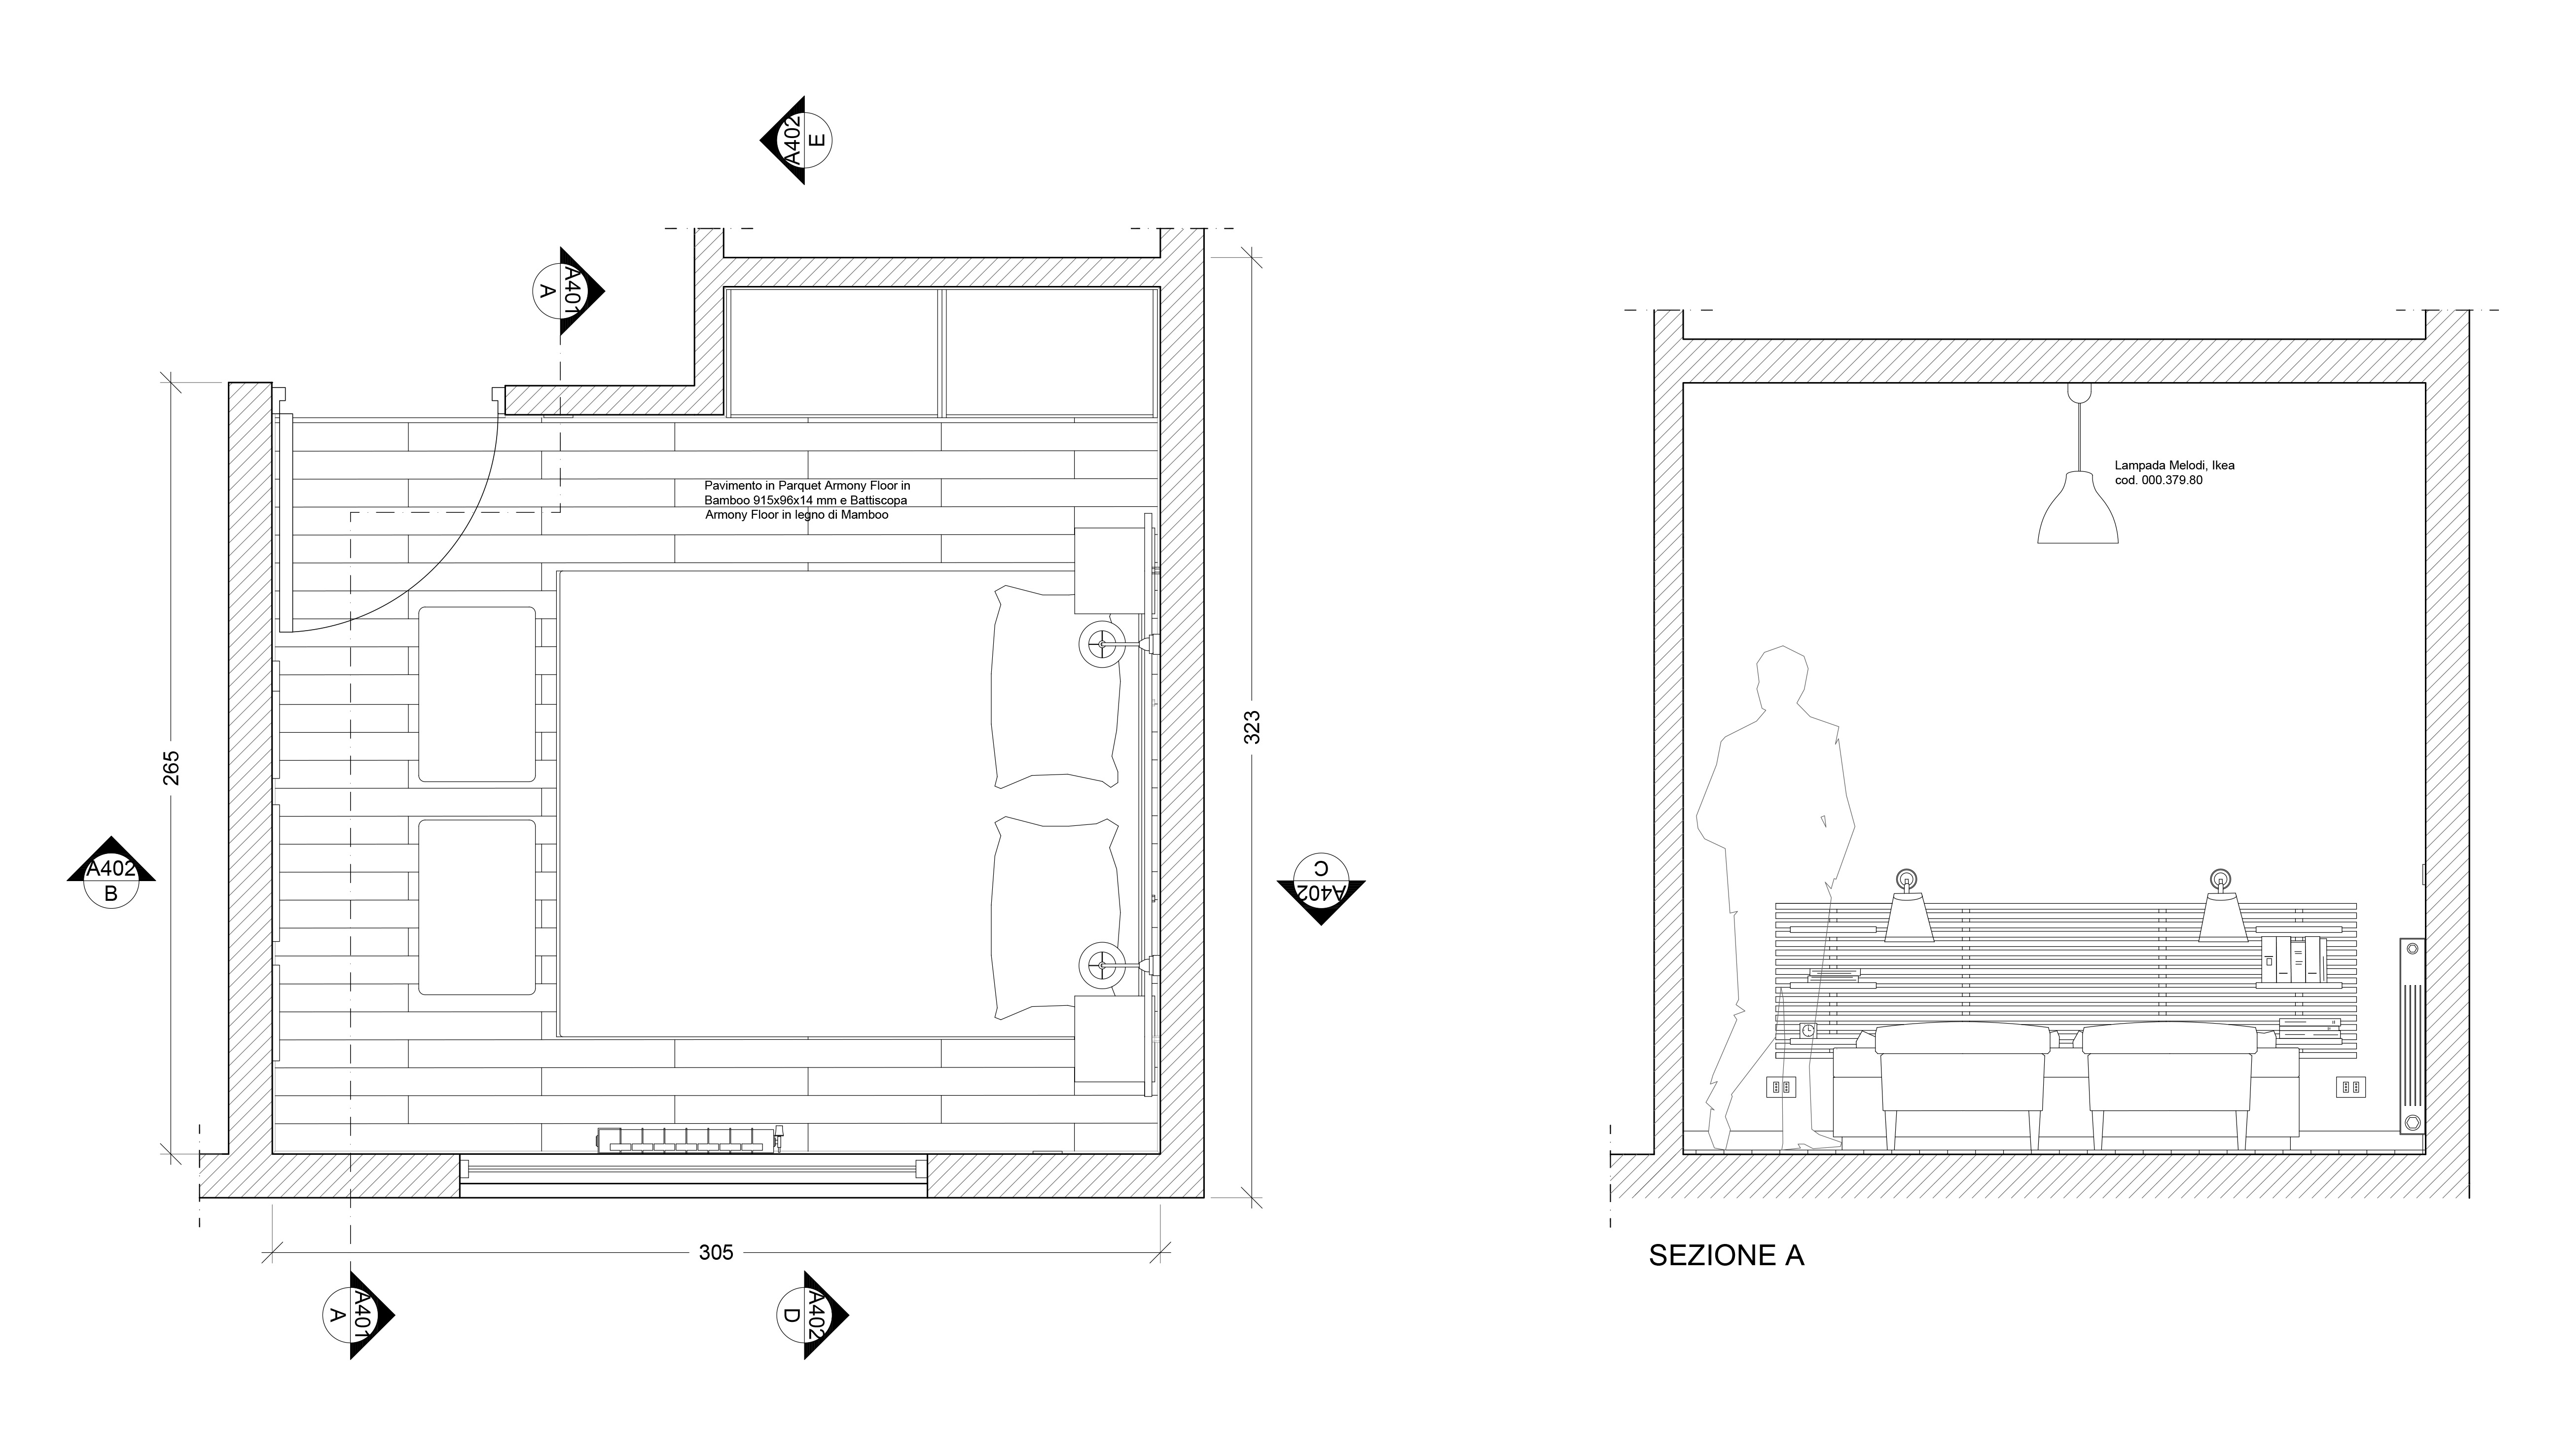 A402
E
A401
A
Pavimento in Parquet Armony Floor in
Bamboo 915x96x14 mm e Battiscopa
Armony Floor in legno di Mamboo
265
323
A402
B
C
A402
305
A401
A
A402
D
Lampada Melodi, Ikea
cod. 000.379.80
SEZIONE A